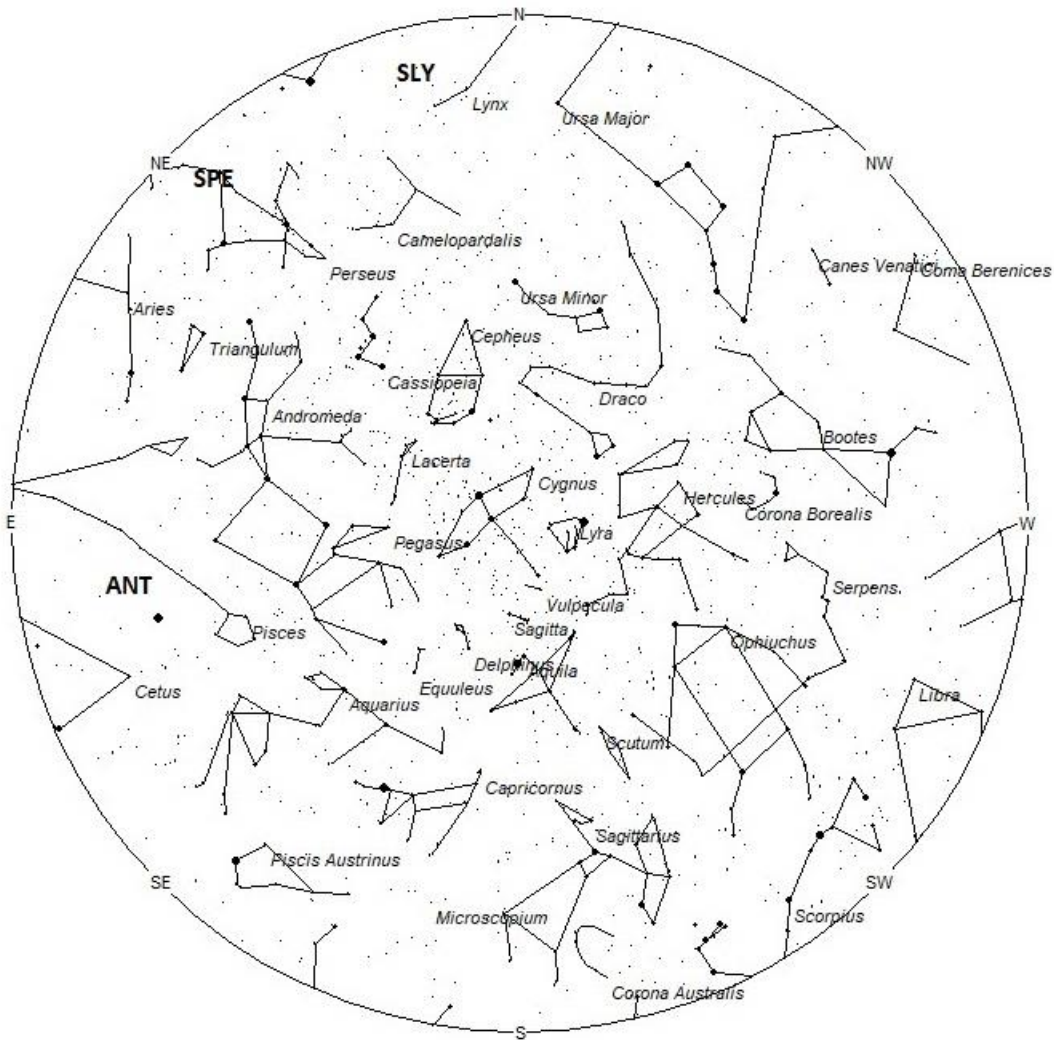 N
SLY
Lynx
Ursa Major
NE
NW
SPE
Camelopardalis
Canes Venatici
Coma Berenices
Perseus
Ursa Minor
Aries
Cepheus
Triangulum
Cassiopeia
Draco
Andromeda
Bootes
Lacerta
Cygnus
Hercules
Corona Borealis
E
W
Lyra
Pegasus
ANT
Serpens.
Vulpecula
Pisces
Sagitta
Ophiuchus
Delphinus
Aquila
Equuleus
Cetus
Aquarius
Libra
Scutum
Capricornus
Sagittarius
Piscis Austrinus
SE
SW
Microscopium
Scorpius
Corona Australis
S